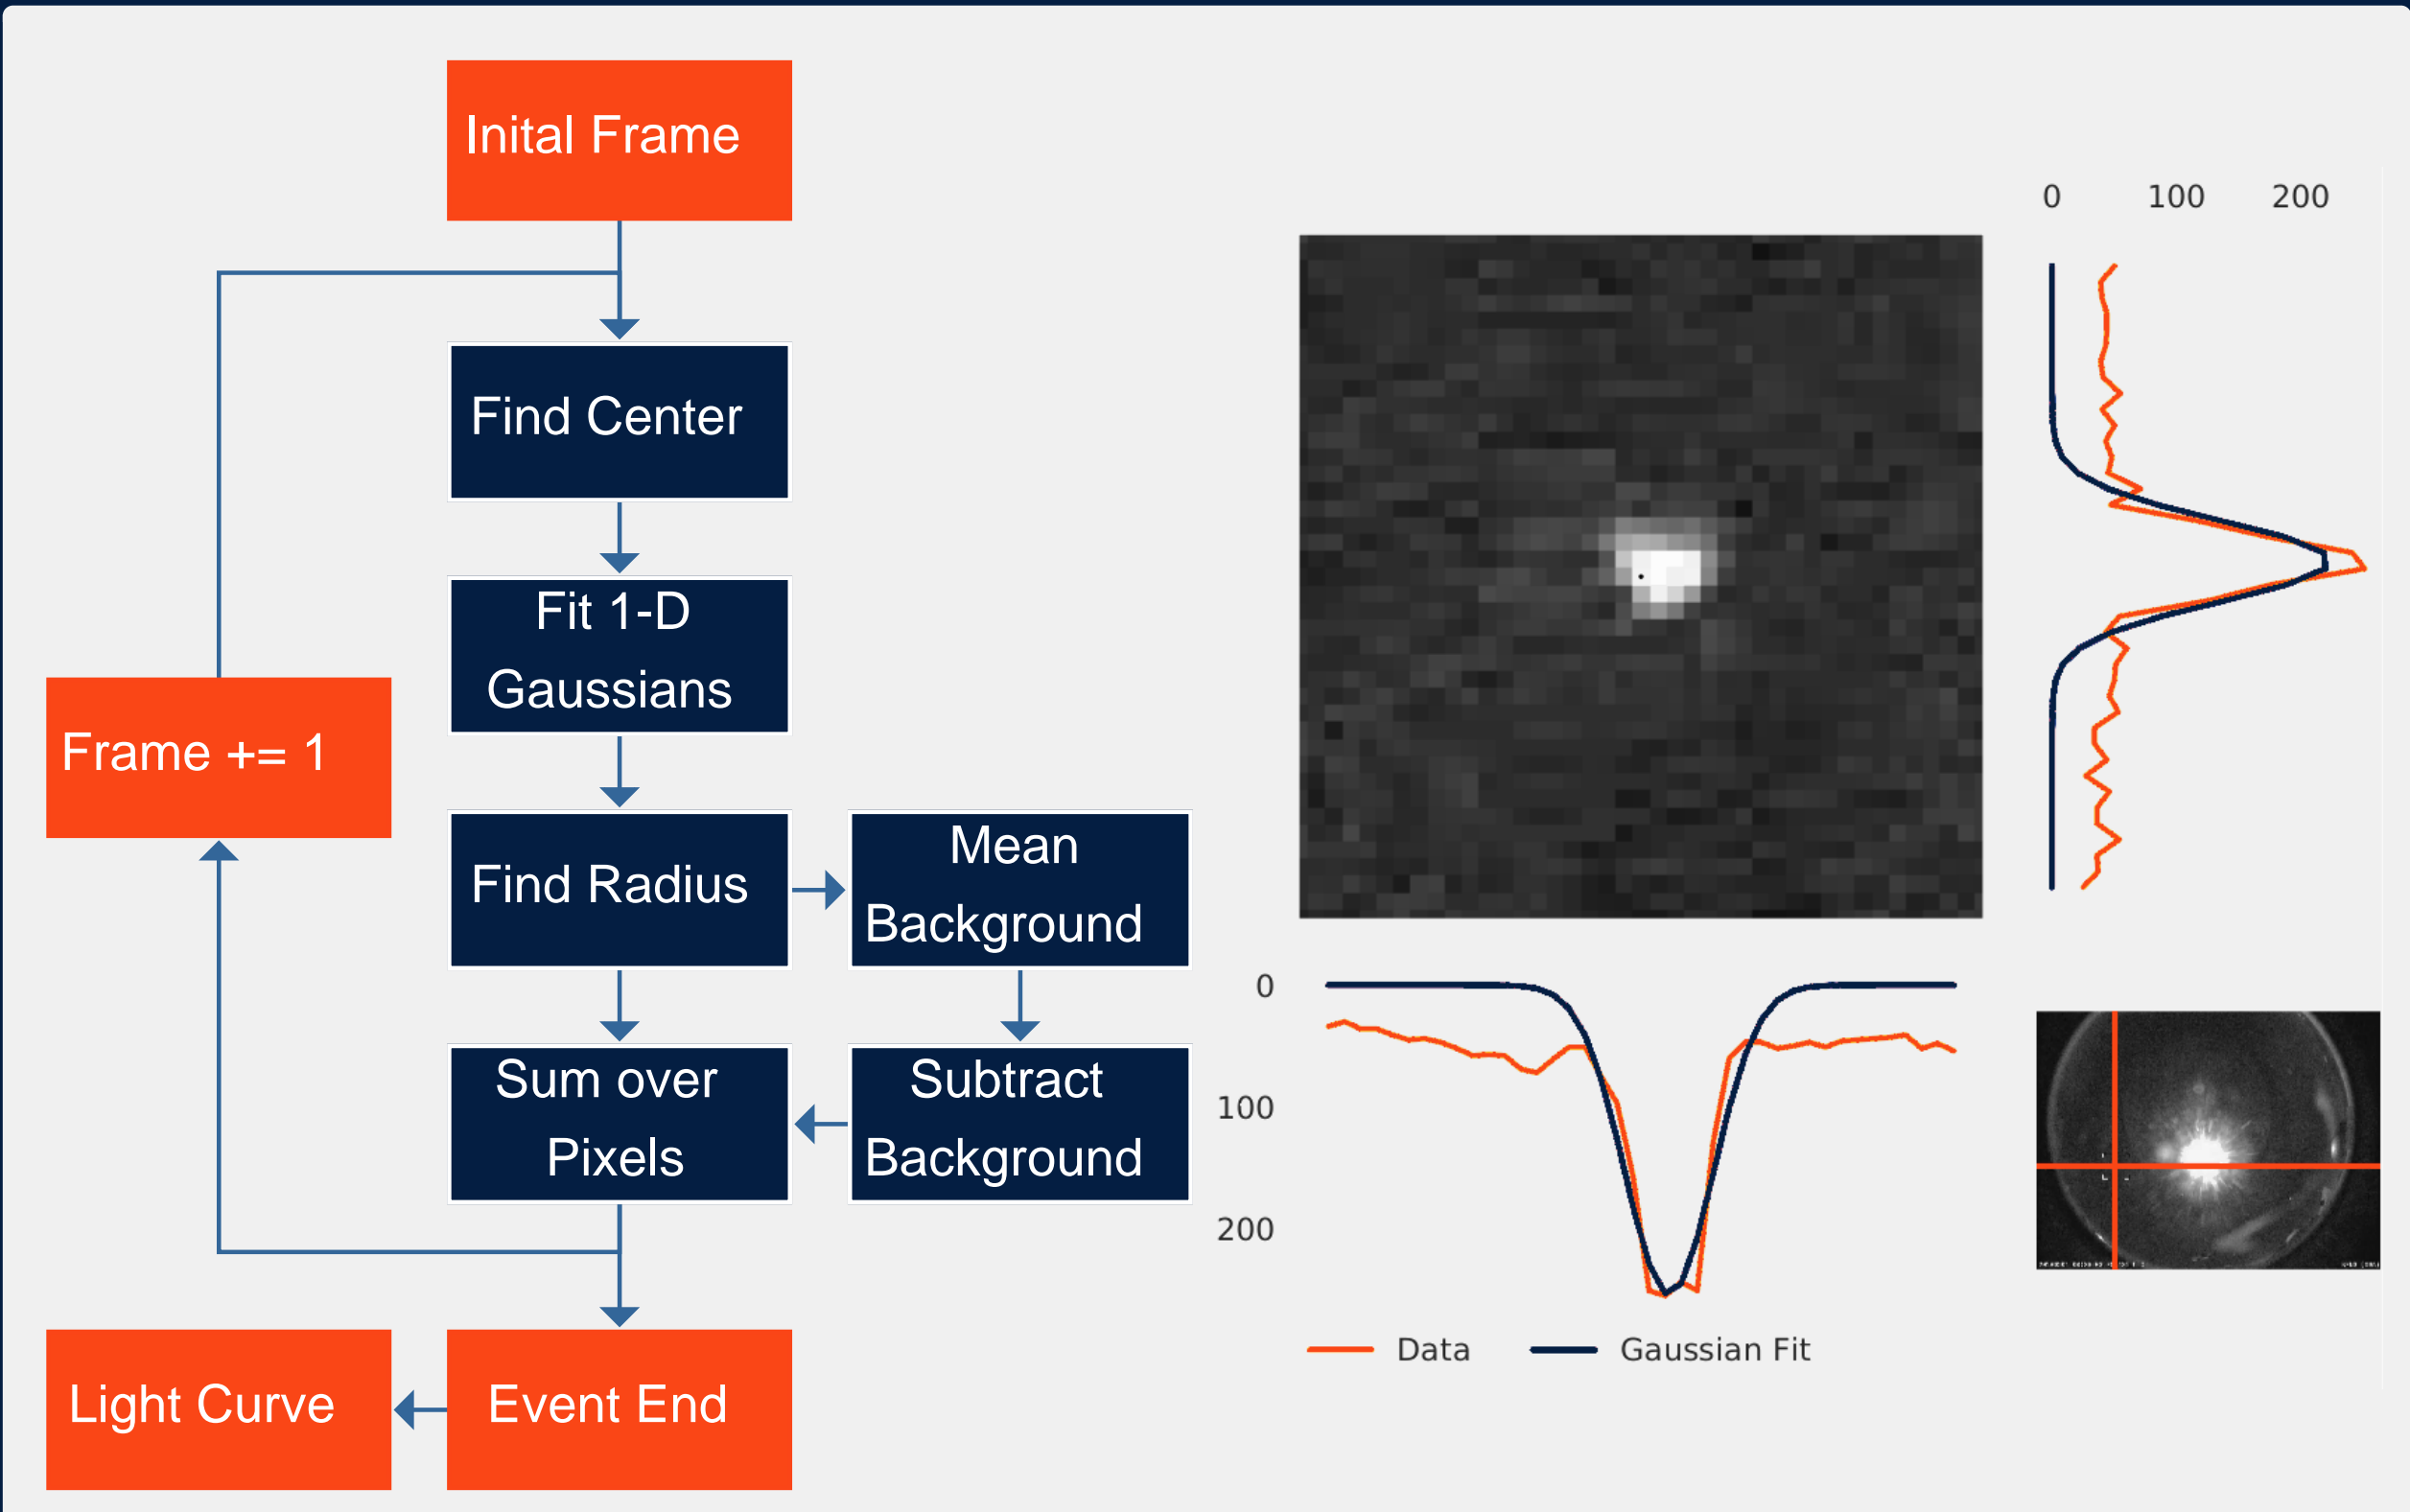 Inital Frame
Find Center
Fit 1-D
Gaussians
Frame += 1
Find Radius
Mean
Background
Sum over
Pixels
Subtract
Background
Light Curve
Event End
0 100 200
0
100
200
Data
Gaussian Fit